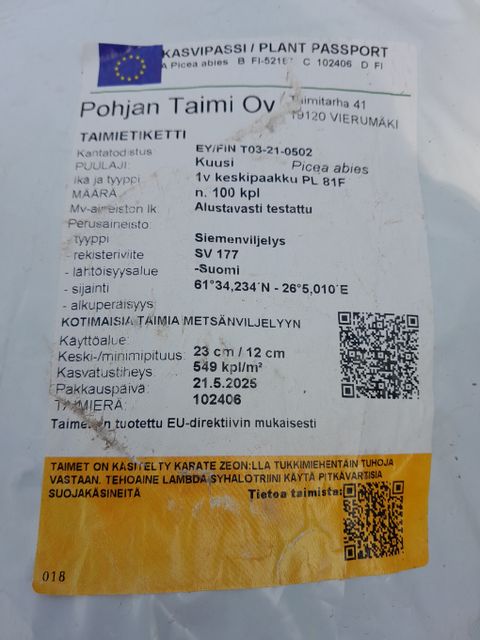 KASVIPASSI / PLANT PASSPORT
A Picea abies B FI-5216 C 102406 D FI
Pohjan Taimi Oy
Taimitarha 41
19120 VIERUMÄKI
TAIMIETIKETTI
Kantatodistus EY/FIN T03-21-0502
PUULAJI: Kuusi Picea abies
Ikä ja tyyppi 1v keskipaakku PL 81F
MÄÄRÄ n. 100 kpl
Mv-aineiston lk. Alustavasti testattu
Perusaineisto:
- tyyppi Siemenviljelys
- rekisteriviite SV 177
- lähtöisyysalue -Suomi
- sijainti 61°34,234'N - 26°5,010'E
- alkuperäisyys:
KOTIMAISIA TAIMIA METSÄNVILJELYYN
Käyttöalue:
Keski-/minimipituus: 23 cm / 12 cm
Kasvatustiheys: 549 kpl/m²
Pakkauspäivä: 21.5.2025
TAIMIERÄ: 102406
Taimet on tuotettu EU-direktiivin mukaisesti
TAIMET ON KÄSITELTY KARATE ZEON:LLA TUKKIMIEHENTÄIN TUHOJA
VASTAAN. TEHOAINE LAMBDA SYHALOTRIINI KÄYTÄ PITKÄVARTISIA
SUOJAKÄSINEITÄ
Tietoa taimista:
018